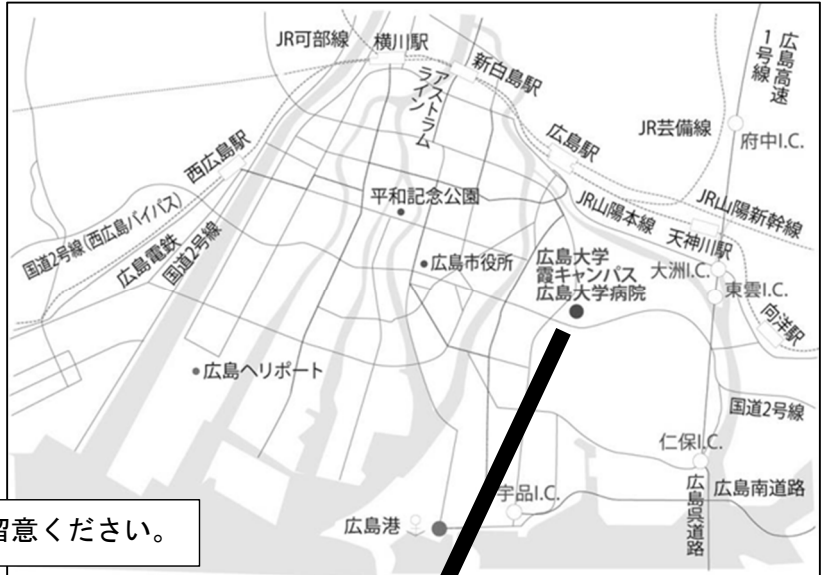 JR可部線
横川駅
アストラム
ライン
新白島駅
広島高速
1号線
JR芸備線
府中I.C.
西広島駅
広島駅
平和記念公園
JR山陽本線
JR山陽新幹線
天神川駅
国道2号線(西広島バイパス)
広島電鉄
国道2号線
広島市役所
広島大学
霞キャンパス
広島大学病院
大洲I.C.
東雲I.C.
向洋駅
広島ヘリポート
国道2号線
仁保I.C.
宇品I.C.
広島南道路
広島呉道路
広島港
留意ください。